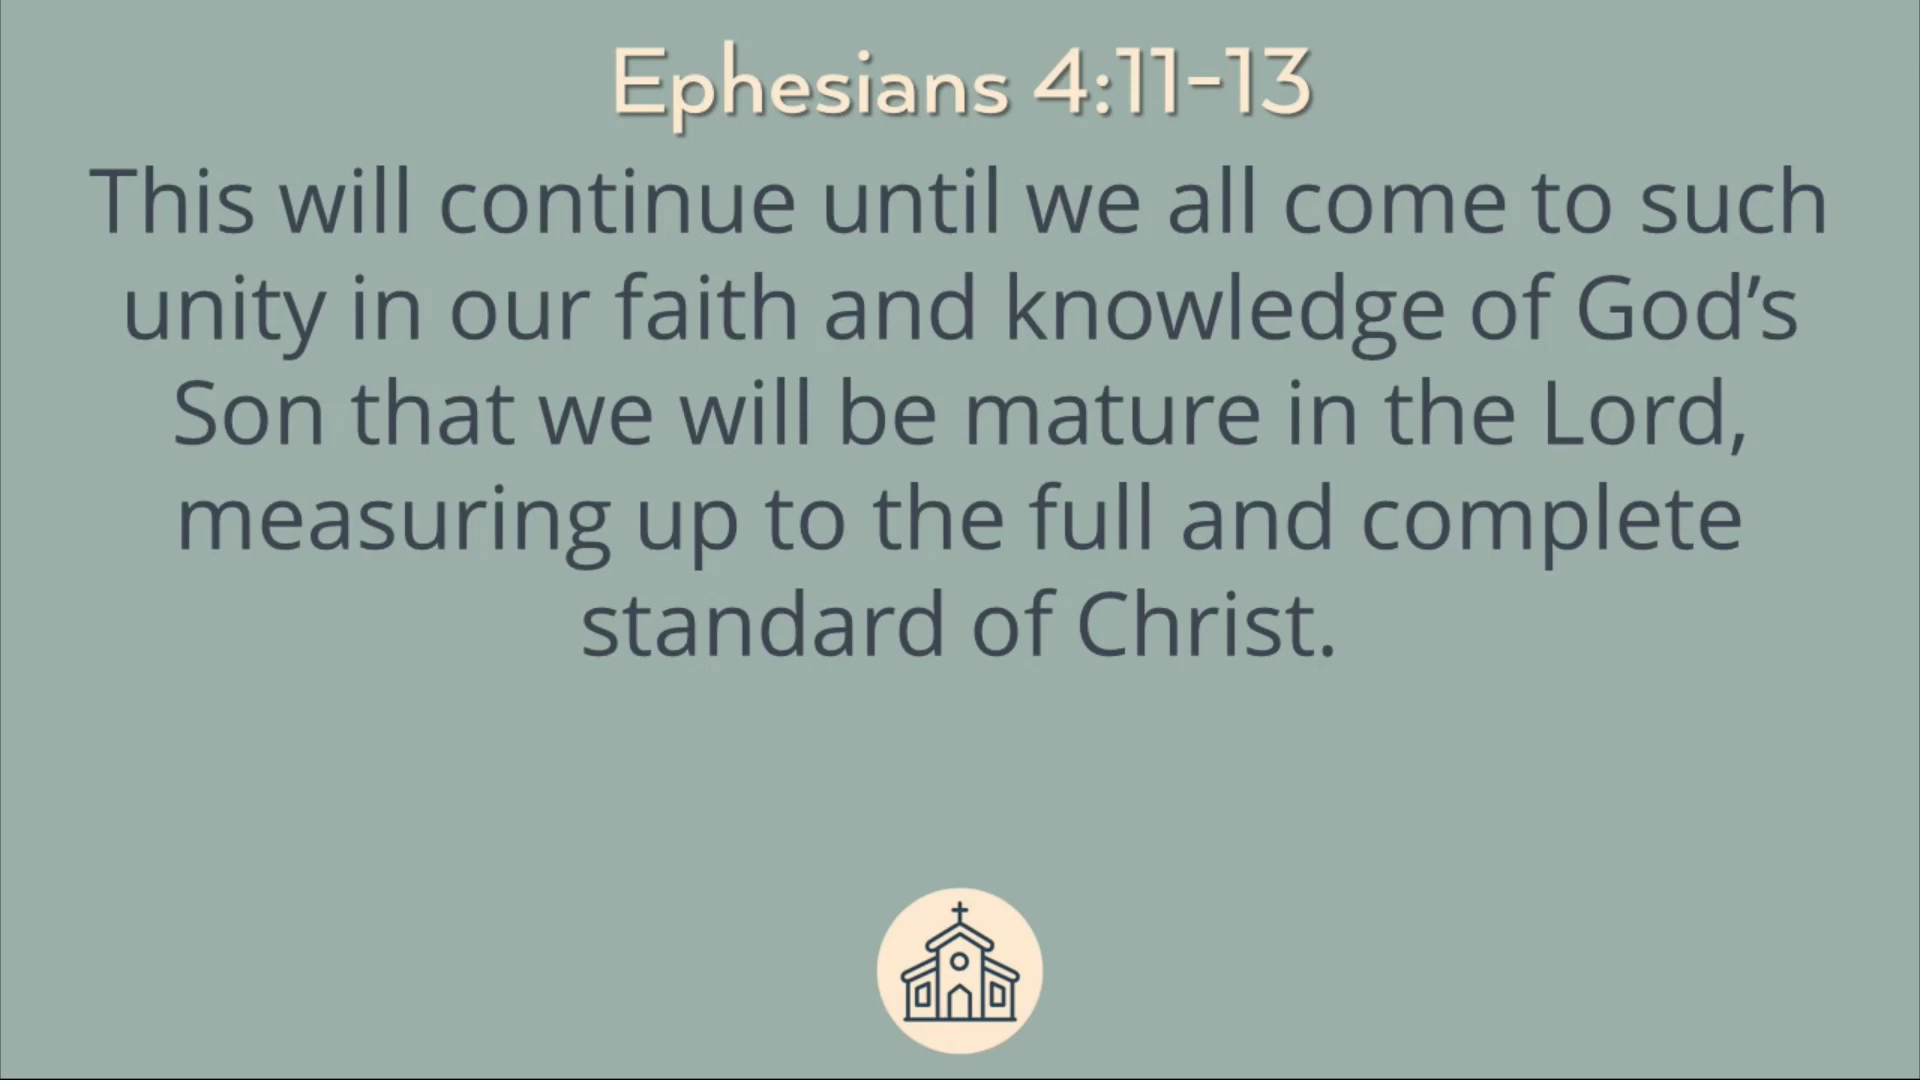 Ephesians 4:11-13
This will continue until we all come to such
unity in our faith and knowledge of God’s
Son that we will be mature in the Lord,
measuring up to the full and complete
standard of Christ.